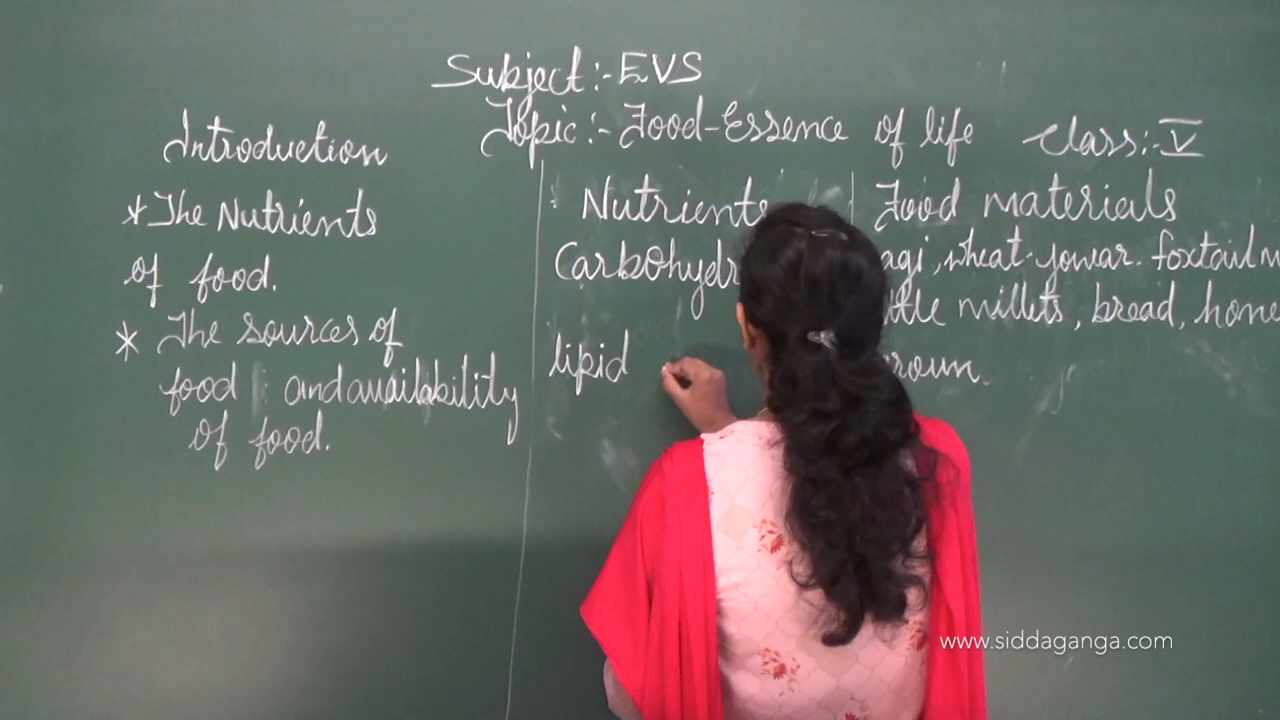 Subject:- EVS
Topic:- Food-Essence of life Class:- V
Introduction
*The Nutrients
of food.
* The sources of
food and availability
of food.
Nutrients Food materials
wheat-jowar. foxtail
millets, bread,
lipid
www.siddaganga.com